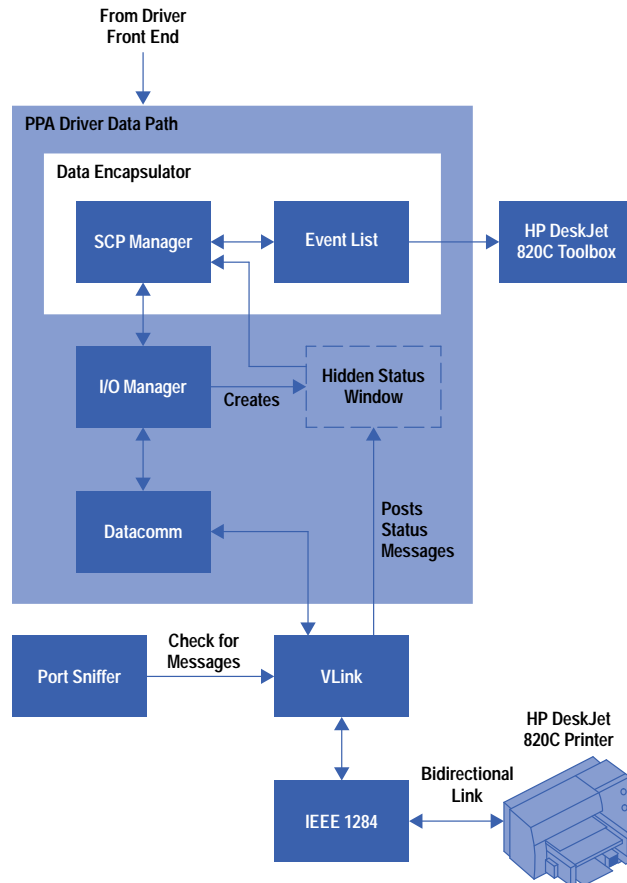 From Driver
Front End
PPA Driver Data Path
Data Encapsulator
SCP Manager
Event List
HP DeskJet
820C Toolbox
I/O Manager
Creates
Hidden Status
Window
Datacomm
Posts
Status
Messages
Port Sniffer
Check for
Messages
VLink
HP DeskJet
820C Printer
IEEE 1284
Bidirectional
Link